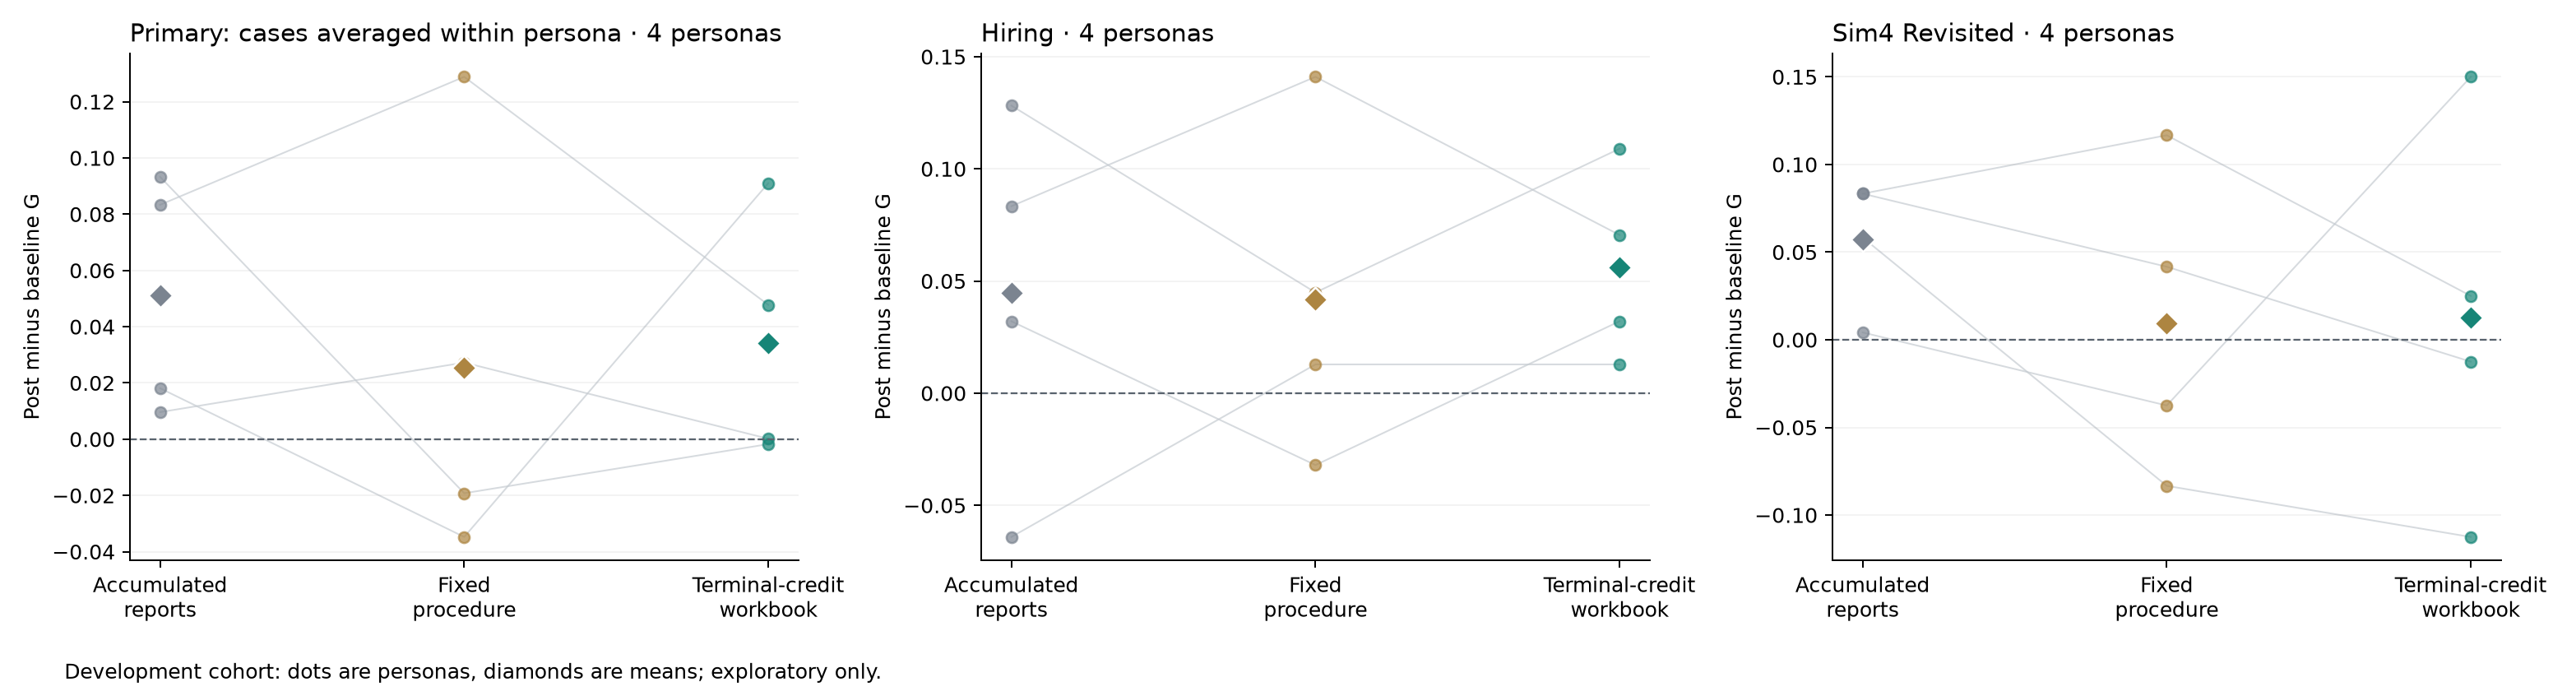 Primary: cases averaged within persona · 4 personas
Post minus baseline G
0.12
0.10
0.08
0.06
0.04
0.02
0.00
−0.02
−0.04
Accumulated
reports
Fixed
procedure
Terminal-credit
workbook
Hiring · 4 personas
Post minus baseline G
0.15
0.10
0.05
0.00
−0.05
Accumulated
reports
Fixed
procedure
Terminal-credit
workbook
Sim4 Revisited · 4 personas
Post minus baseline G
0.15
0.10
0.05
0.00
−0.05
−0.10
Accumulated
reports
Fixed
procedure
Terminal-credit
workbook
Development cohort: dots are personas, diamonds are means; exploratory only.